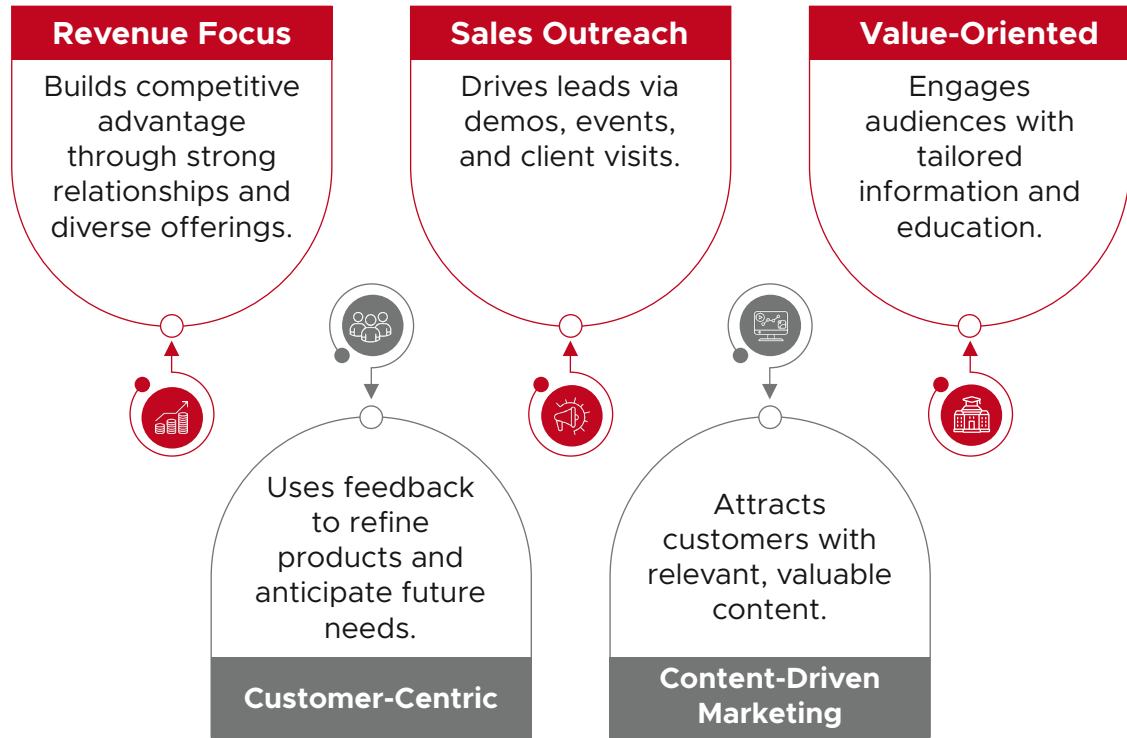 Revenue Focus
Builds competitive
advantage
through strong
relationships and
diverse offerings.
Sales Outreach
Drives leads via
demos, events,
and client visits.
Value-Oriented
Engages
audiences with
tailored
information and
education.
Uses feedback
to refine
products and
anticipate future
needs.
Customer-Centric
Attracts
customers with
relevant, valuable
content.
Content-Driven
Marketing